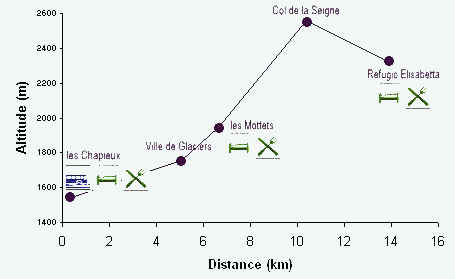 Col de la Seigne
2600
2400
Refugio Elisabetta
2200
Altitude (m)
2000
les Mottets
les Chapieux
Ville de Glaciers
1800
1600
1400
0 2 4 6 8 10 12 14 16
Distance (km)